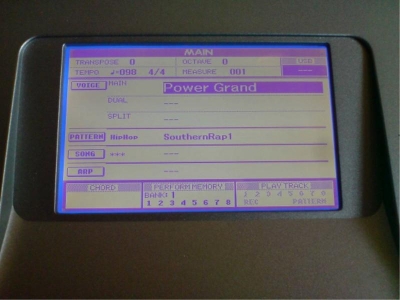 MAIN
TRANSPOSE 0 OCTAVE 0 USB
TEMPO ♩=090 4/4 MEASURE 001 ---
VOICE MAIN Power Grand
DUAL ---
SPLIT ---
PATTERN HipHop SouthernRap1
SONG ***
ARP ---
CHORD PERFORM.MEMORY PLAY TRACK
BANK: 1 1 2 3 4 5 6 7 8
1 2 3 4 5 6 7 8 REC PATTERN